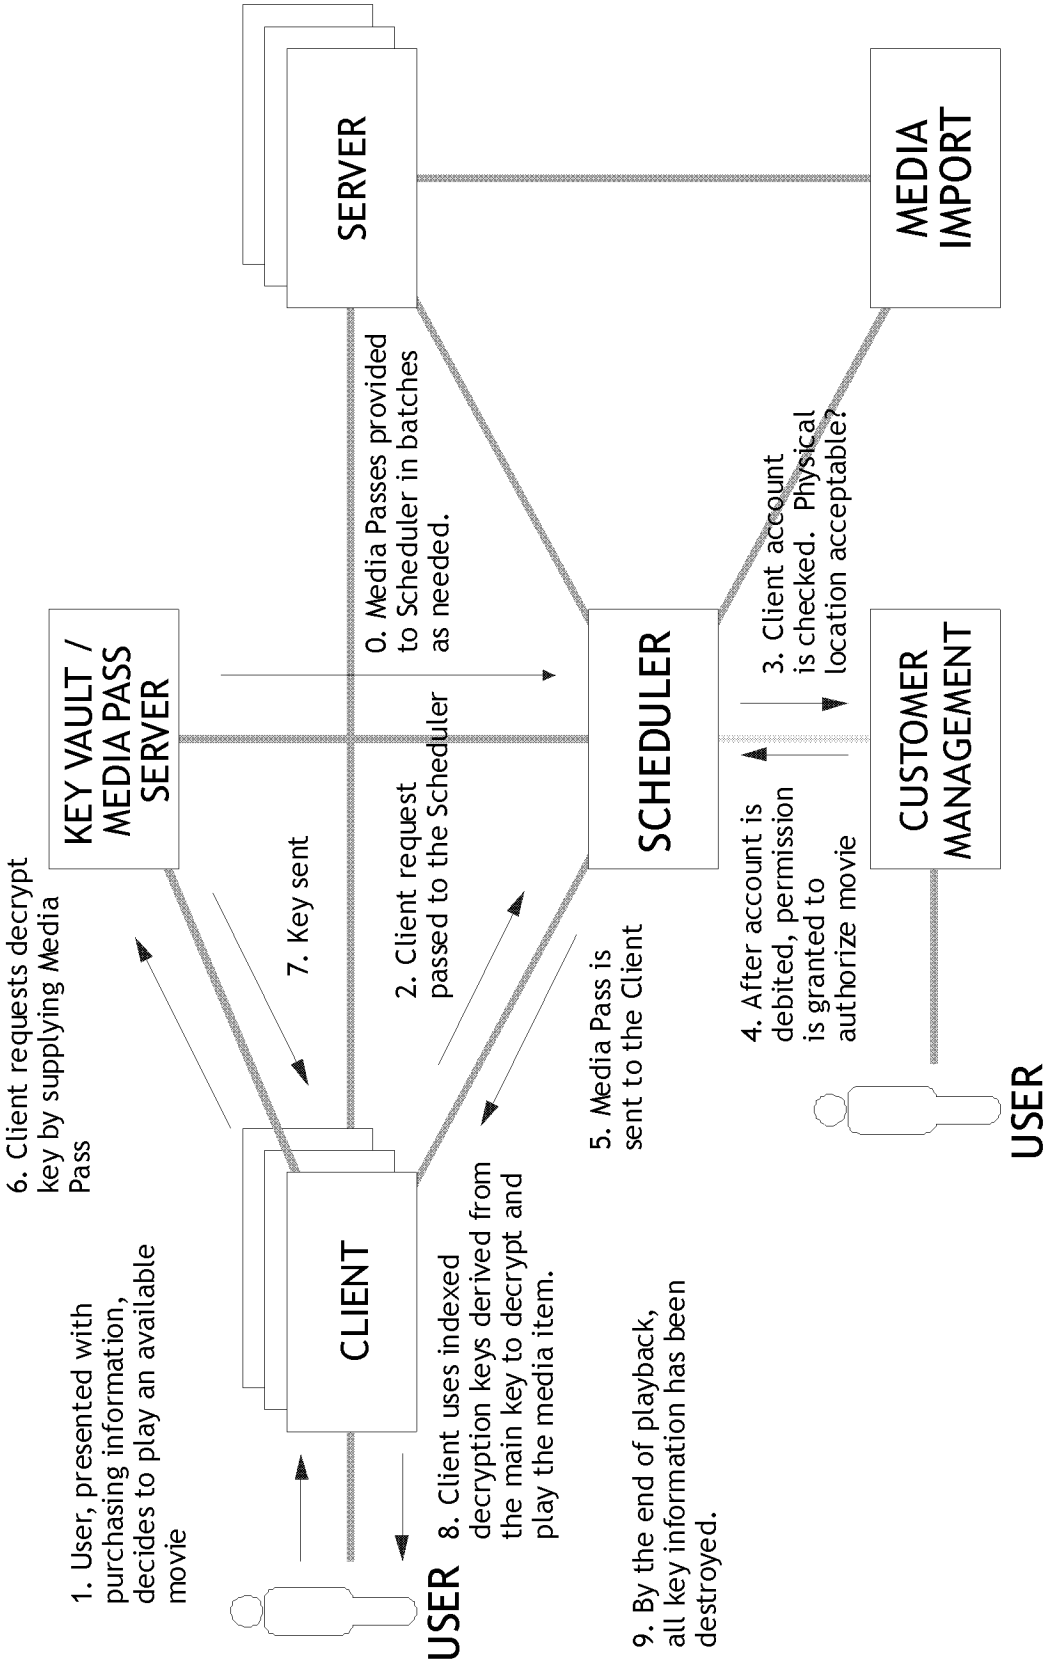 6. Client requests decrypt
key by supplying Media
Pass
1. User, presented with
purchasing information,
decides to play an available
movie
KEY VAULT /
MEDIA PASS
SERVER
7. Key sent
SERVER
CLIENT
0. Media Passes provided
to Scheduler in batches
as needed.
2. Client request
passed to the Scheduler
USER
8. Client uses indexed
decryption keys derived from
the main key to decrypt and
play the media item.
5. Media Pass is
sent to the Client
SCHEDULER
9. By the end of playback,
all key information has been
destroyed.
4. After account is
debited, permission
is granted to
authorize movie
3. Client account
is checked. Physical
location acceptable?
CUSTOMER
MANAGEMENT
MEDIA
IMPORT
USER